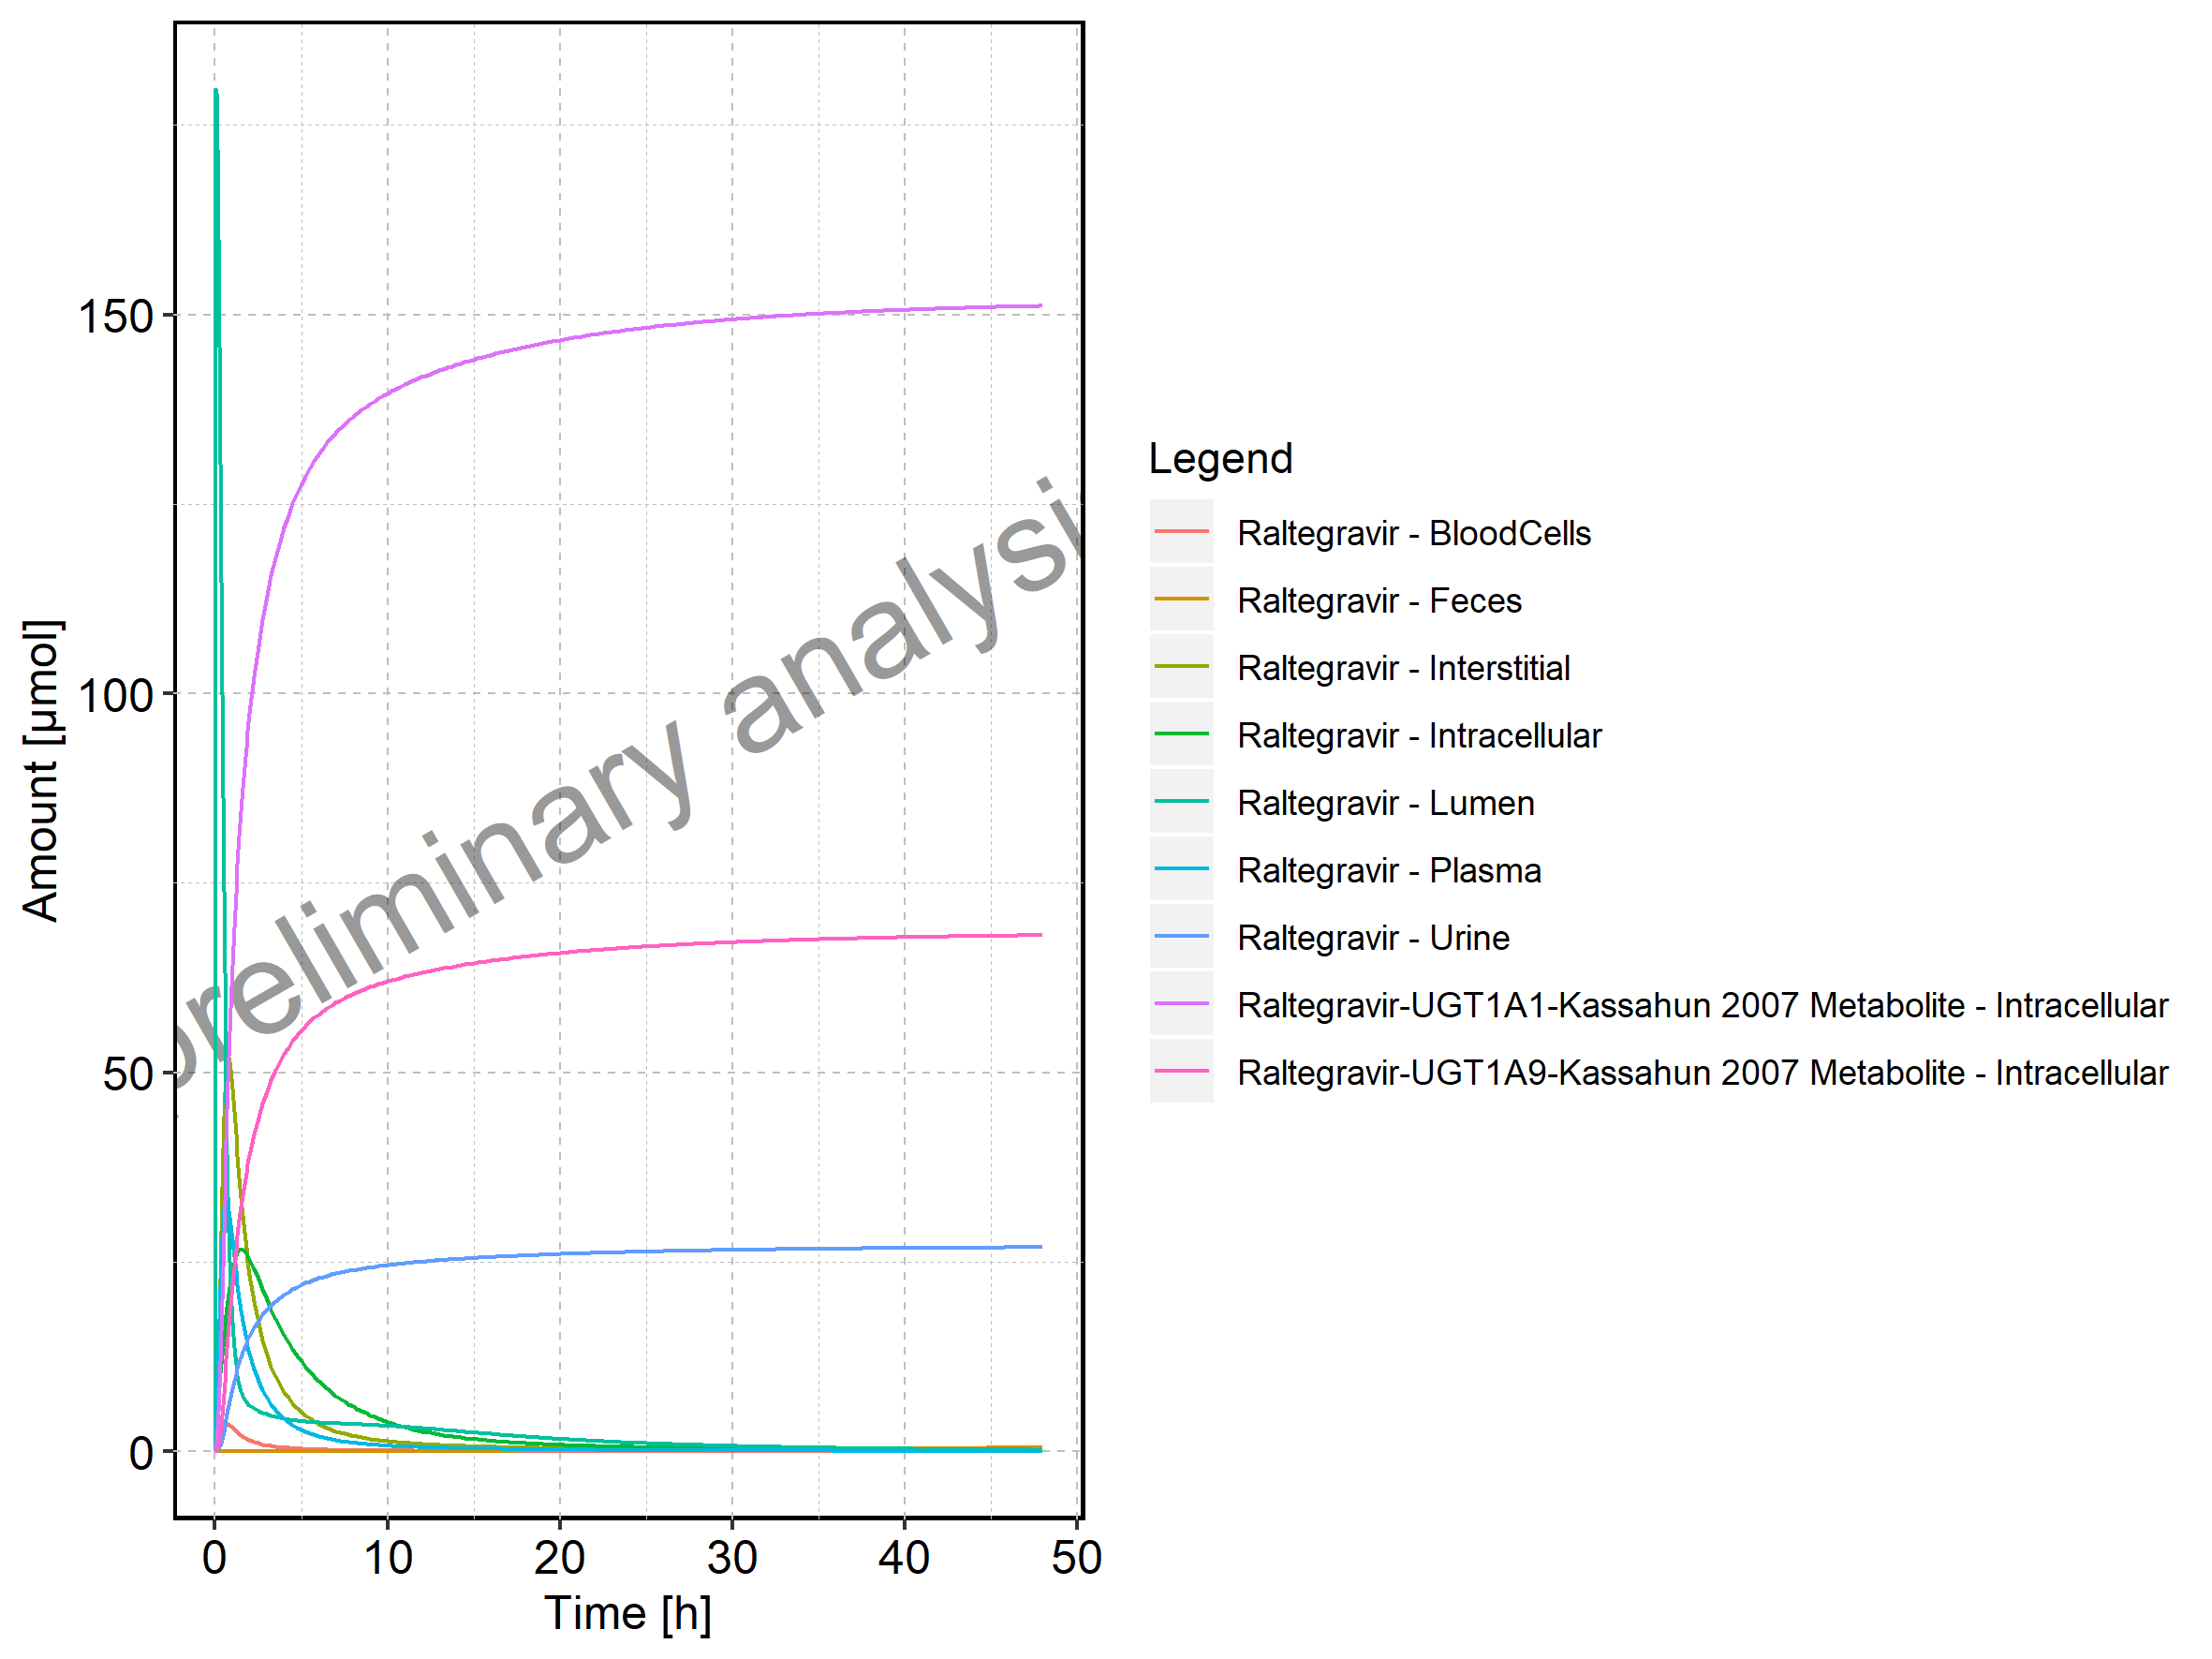 Amount [µmol]
150
100
50
0
preliminary analysis
0 10 20 30 40 50
Time [h]
Legend
Raltegravir - BloodCells
Raltegravir - Feces
Raltegravir - Interstitial
Raltegravir - Intracellular
Raltegravir - Lumen
Raltegravir - Plasma
Raltegravir - Urine
Raltegravir-UGT1A1-Kassahun 2007 Metabolite - Intracellular
Raltegravir-UGT1A9-Kassahun 2007 Metabolite - Intracellular